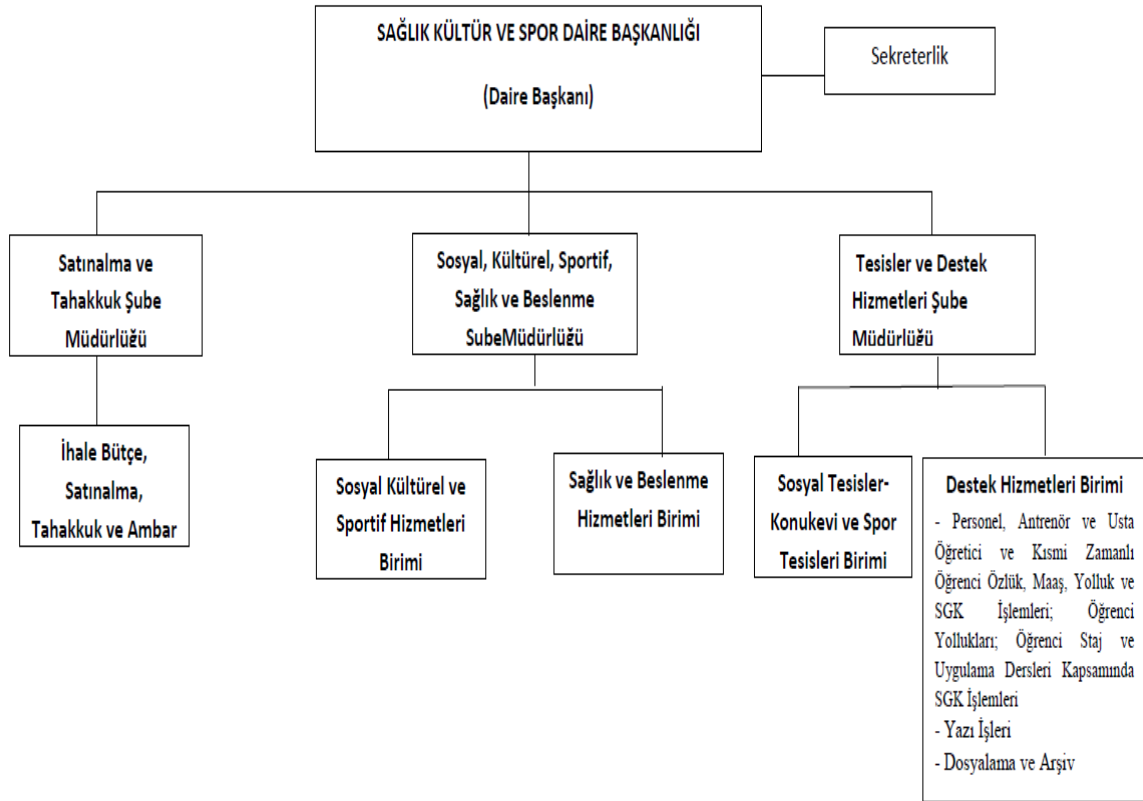 SAĞLIK KÜLTÜR VE SPOR DAİRE BAŞKANLIĞI
(Daire Başkanı)
Sekreterlik
Satınalma ve
Tahakkuk Şube
Müdürlüğü
Sosyal, Kültürel, Sportif,
Sağlık ve Beslenme
ŞubeMüdürlüğü
Tesisler ve Destek
Hizmetleri Şube
Müdürlüğü
İhale Bütçe,
Satınalma,
Tahakkuk ve Ambar
Sosyal Kültürel ve
Sportif Hizmetleri
Birimi
Sağlık ve Beslenme
Hizmetleri Birimi
Sosyal Tesisler-
Konukevi ve Spor
Tesisleri Birimi
Destek Hizmetleri Birimi
- Personel, Antrenör ve Usta
Öğretici ve Kısmi Zamanlı
Öğrenci Özlük, Maaş, Yolluk ve
SGK İşlemleri; Öğrenci
Yollukları; Öğrenci Staj ve
Uygulama Dersleri Kapsamında
SGK İşlemleri
- Yazı İşleri
- Dosyalama ve Arşiv